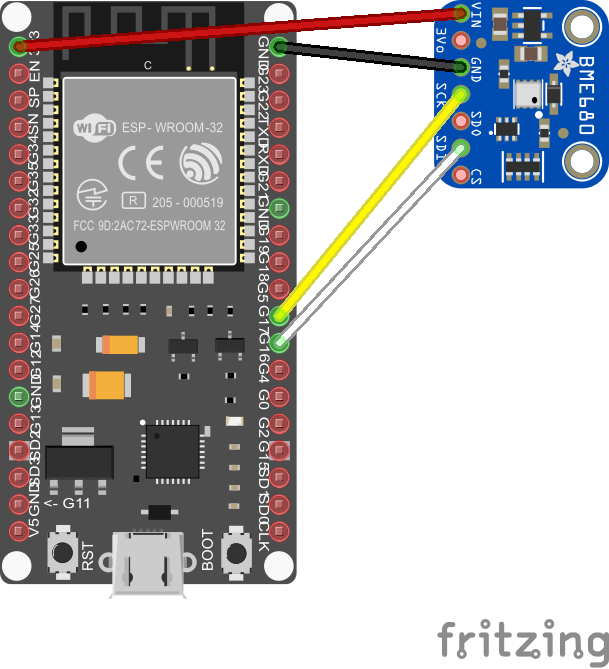 3V3
EN
SP
SN
G34
G35
G32
G33
G25
G26
G27
G14
G12
GND
G13
SD2
SD3
GND
V5
C
WiFi
ESP-WROOM-32
CE
R
205-000519
FCC 9D:2AC72-ESPWROOM 32
<- G11
RST
BOOT
GND
G23
G22
TXD
RXD
G21
GND
G19
G18
G5
G17
G16
G4
G0
G2
G15
SD1
SD0
CLK
VIN
3Vo
GND
SCK
SDO
SDI
CS
BME680
fritzing